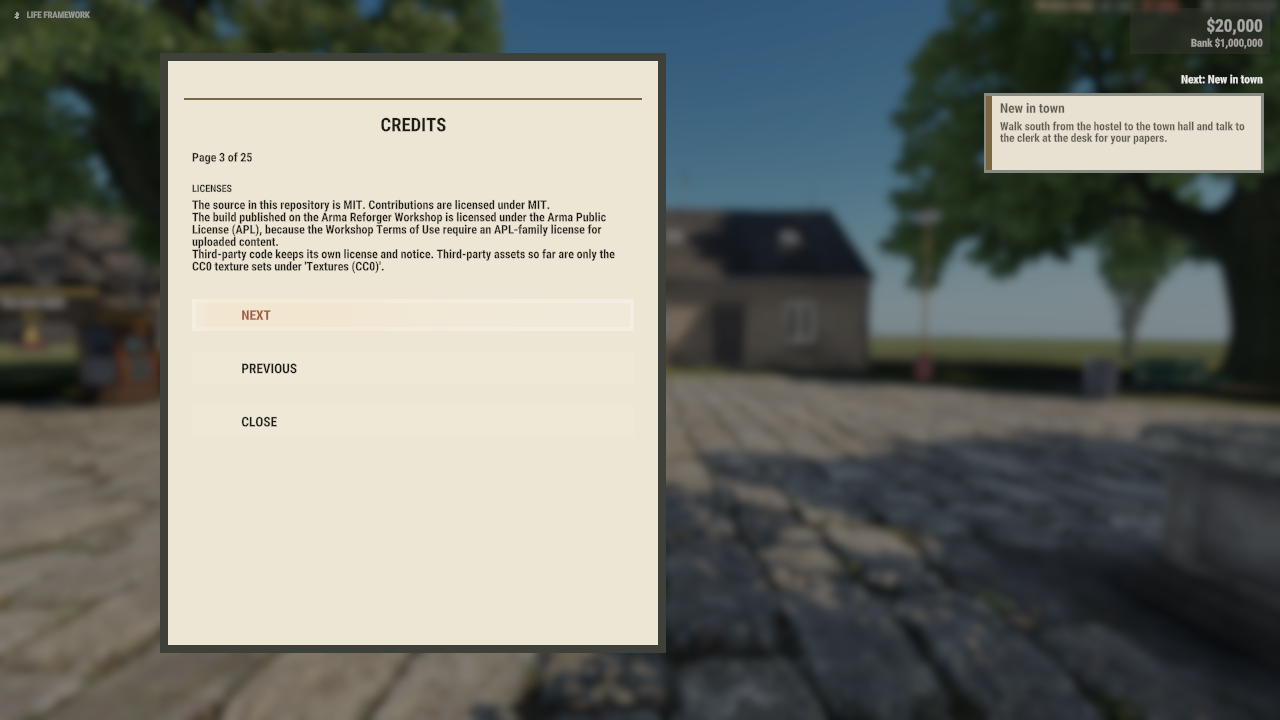 LIFE FRAMEWORK
$20,000
Bank $1,000,000
Next: New in town
New in town
Walk south from the hostel to the town hall and talk to
the clerk at the desk for your papers.
CREDITS
Page 3 of 25
LICENSES
The source in this repository is MIT. Contributions are licensed under MIT.
The build published on the Arma Reforger Workshop is licensed under the Arma Public
License (APL), because the Workshop Terms of Use require an APL-family license for
uploaded content.
Third-party code keeps its own license and notice. Third-party assets so far are only the
CC0 texture sets under 'Textures (CC0)'.
NEXT
PREVIOUS
CLOSE